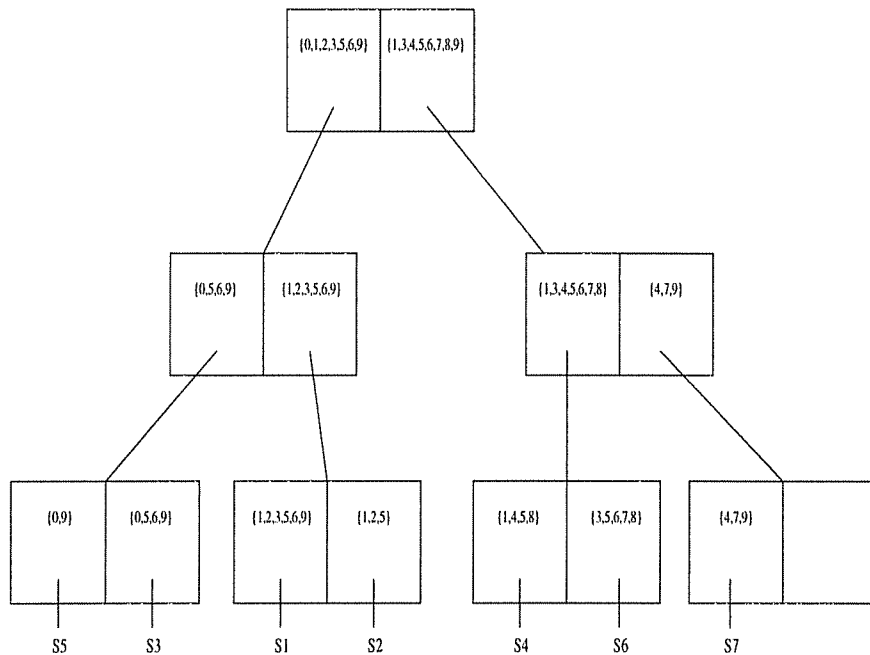 {0,1,2,3,5,6,9} {1,3,4,5,6,7,8,9}
{0,5,6,9} {1,2,3,5,6,9} {1,3,4,5,6,7,8} {4,7,9}
{0,9} {0,5,6,9} {1,2,3,5,6,9} {1,2,5} {1,4,5,8} {3,5,6,7,8} {4,7,9}
S5 S3 S1 S2 S4 S6 S7